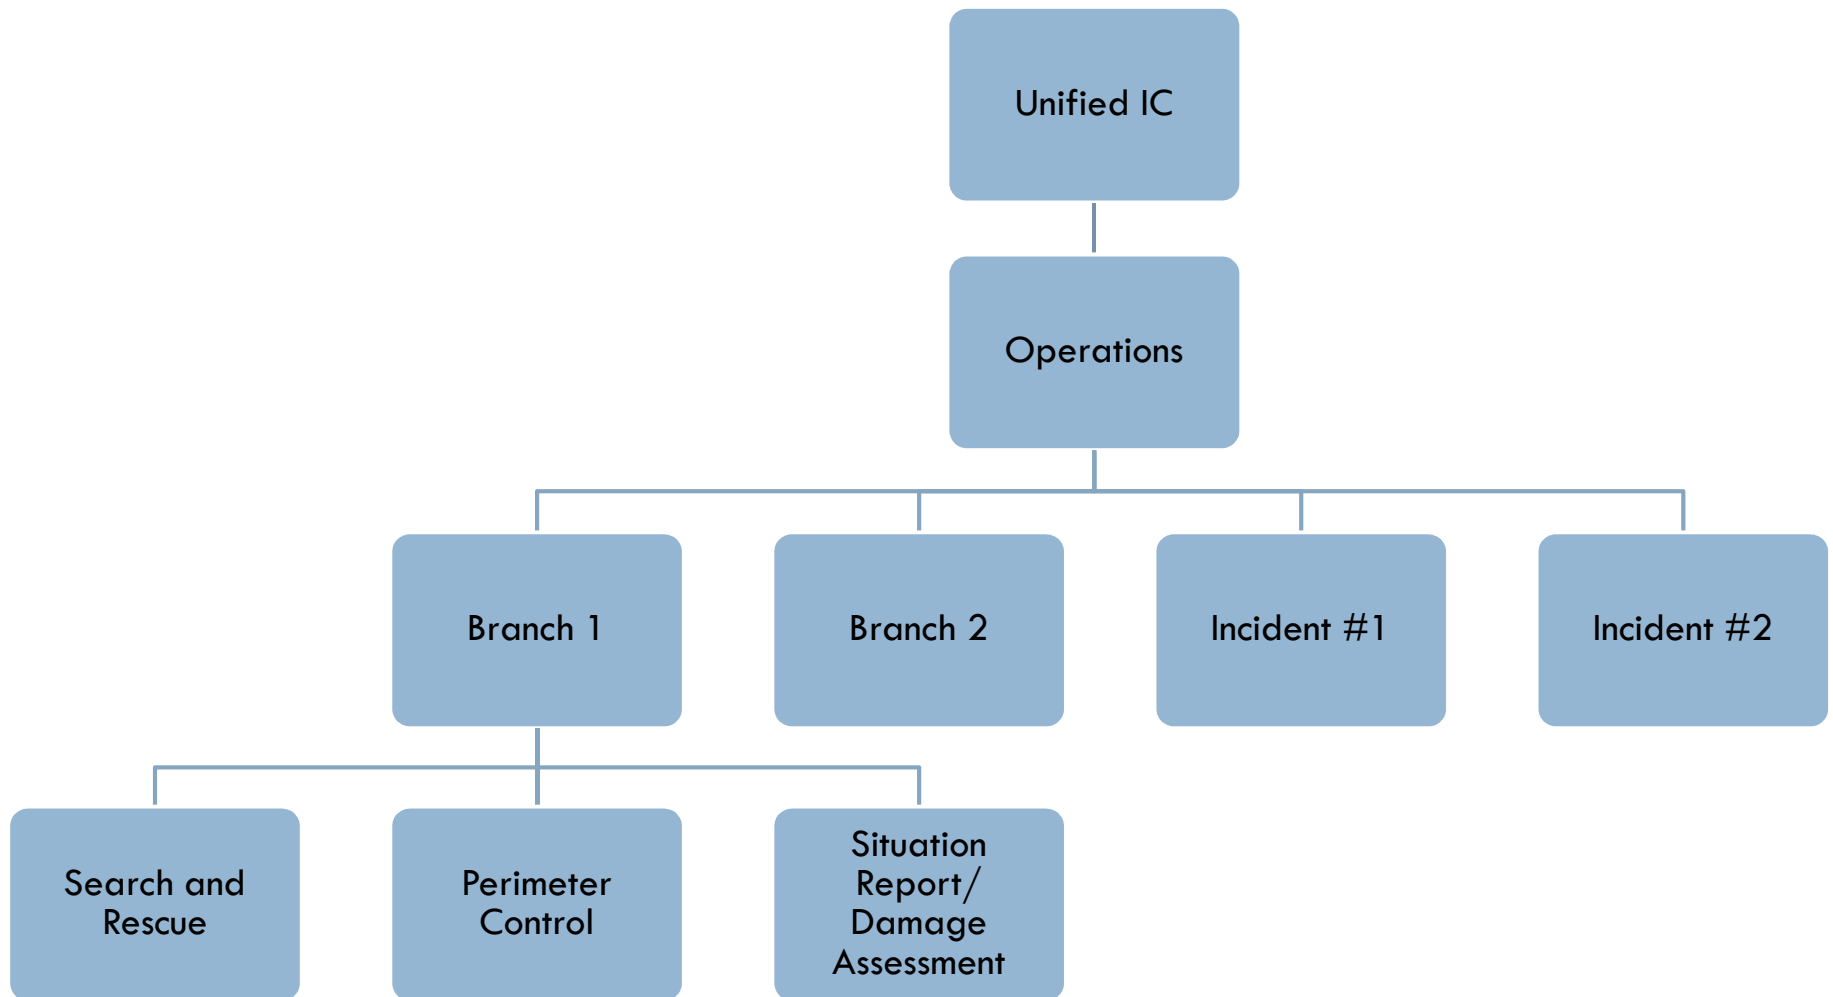 Unified IC
Operations
Branch 1
Branch 2
Incident #1
Incident #2
Search and
Rescue
Perimeter
Control
Situation
Report/
Damage
Assessment